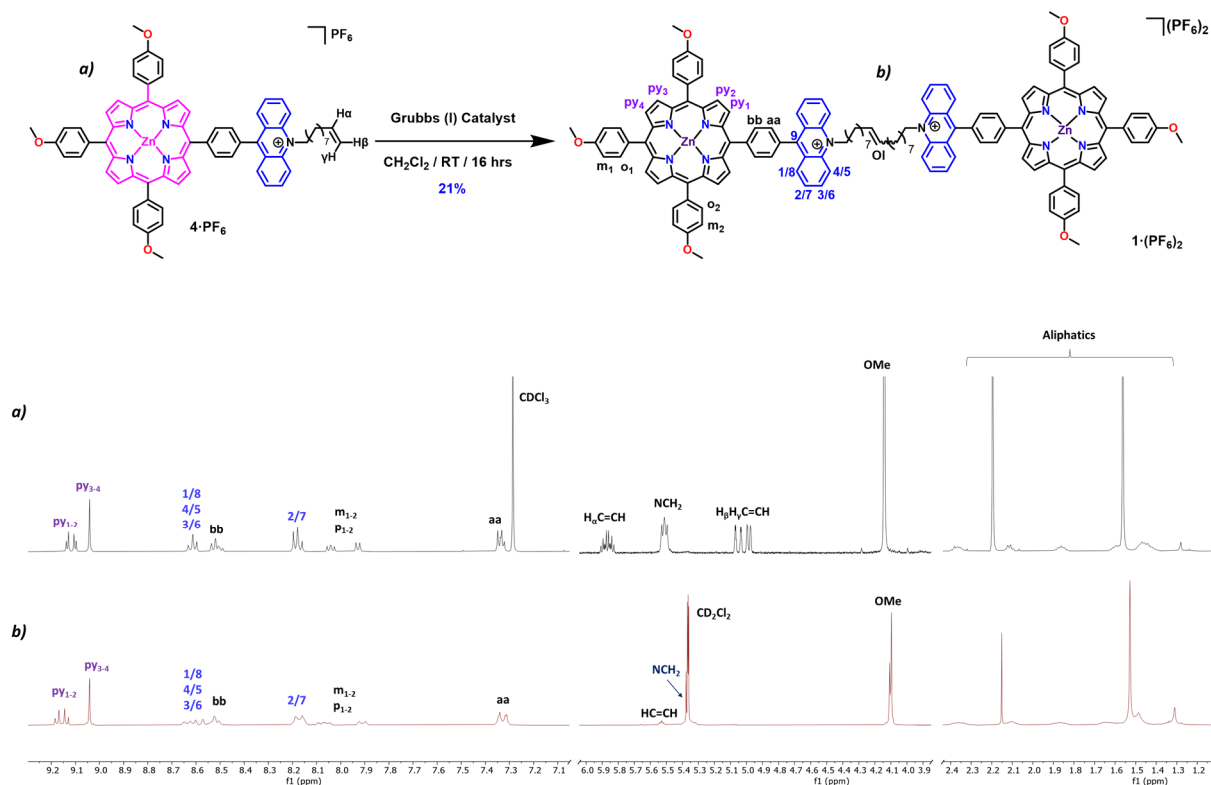 a)
PF6
Hα
Hβ
γH
7
N
Zn
O
4·PF6
Grubbs (I) Catalyst
CH2Cl2 / RT / 16 hrs
21%
b)
(PF6)2
py3
py4
py2
py1
bb aa
9
1/8
4/5
2/7 3/6
m1 o1
o2
m2
7
Ol
7
N
Zn
O
1·(PF6)2
a)
py1-2
py3-4
1/8
4/5
3/6
bb
2/7
m1-2
p1-2
aa
CDCl3
HαC=CH
NCH2
HβHγC=CH
OMe
Aliphatics
b)
py1-2
py3-4
1/8
4/5
3/6
bb
2/7
m1-2
p1-2
aa
HC=CH
NCH2
CD2Cl2
OMe
9.2 9.1 9.0 8.9 8.8 8.7 8.6 8.5 8.4 8.3 8.2 8.1 8.0 7.9 7.8 7.7 7.6 7.5 7.4 7.3 7.2 7.1
f1 (ppm)
6.0 5.9 5.8 5.7 5.6 5.5 5.4 5.3 5.2 5.1 5.0 4.9 4.8 4.7 4.6 4.5 4.4 4.3 4.2 4.1 4.0 3.9
f1 (ppm)
2.4 2.3 2.2 2.1 2.0 1.9 1.8 1.7 1.6 1.5 1.4 1.3 1.2
f1 (ppm)